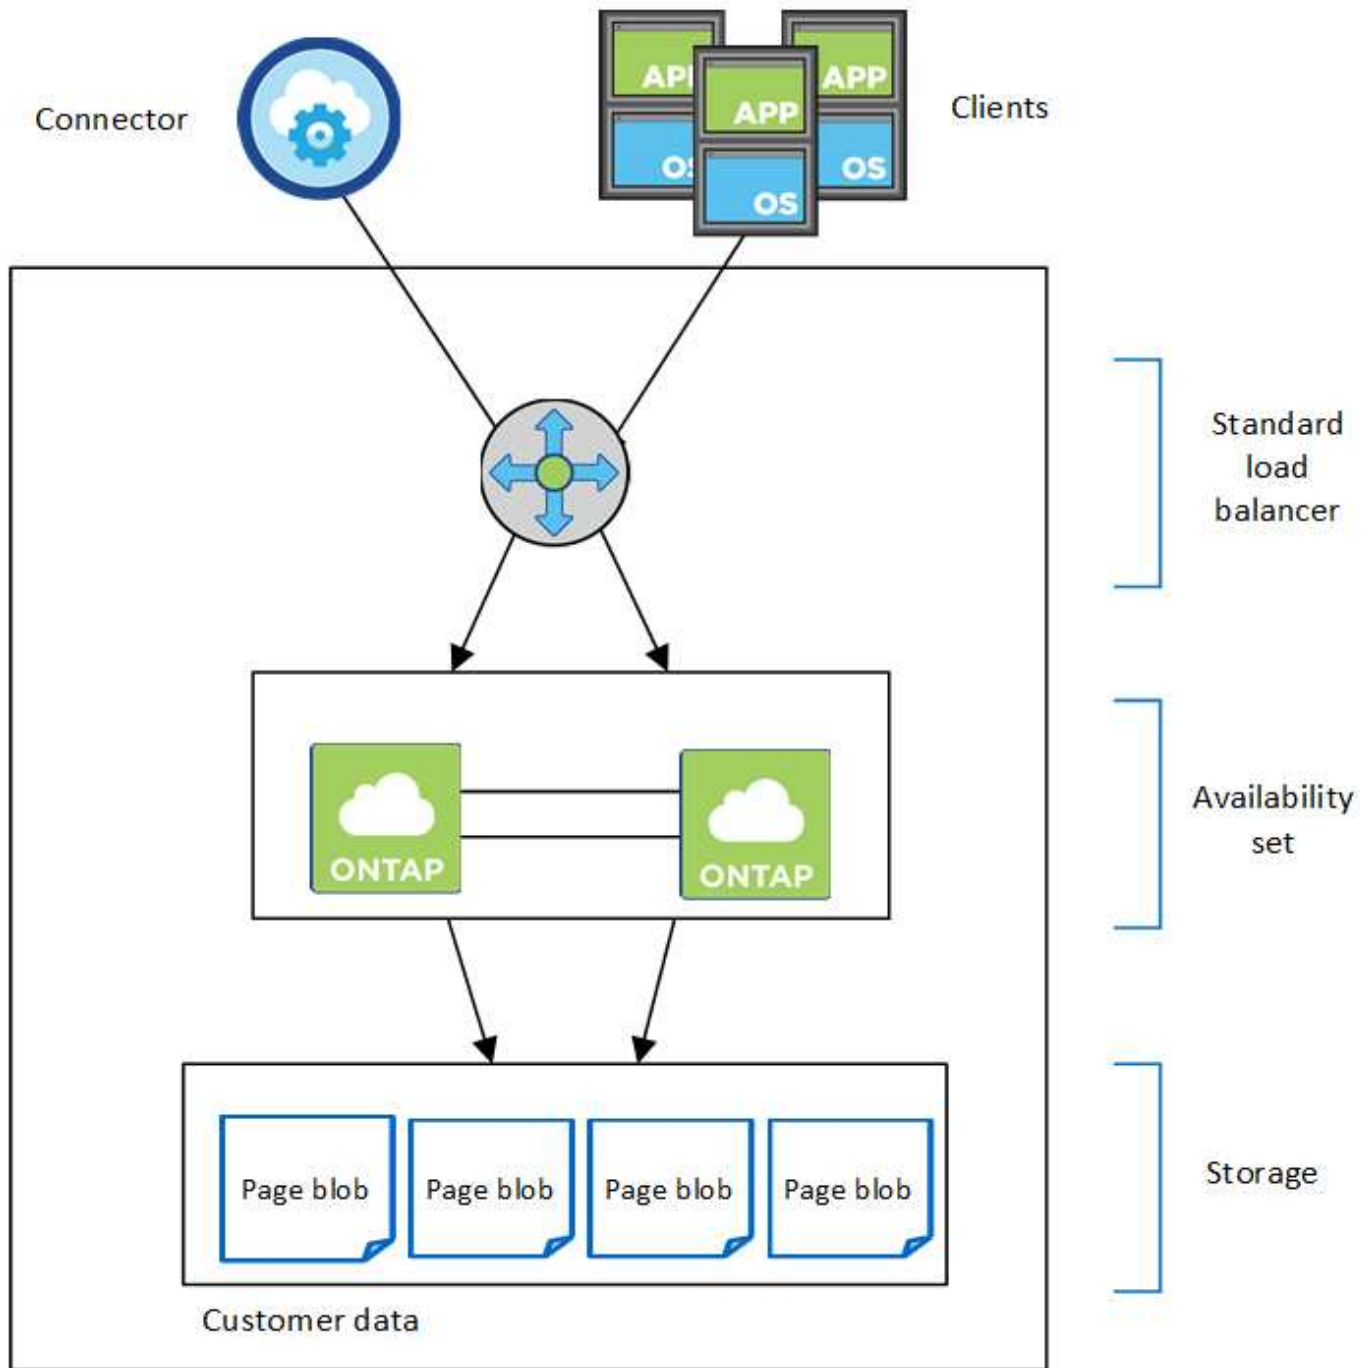 Connector
APP
APP
APP
OS
OS
OS
Clients
Standard
load
balancer
ONTAP
ONTAP
Availability
set
Page blob
Page blob
Page blob
Page blob
Storage
Customer data